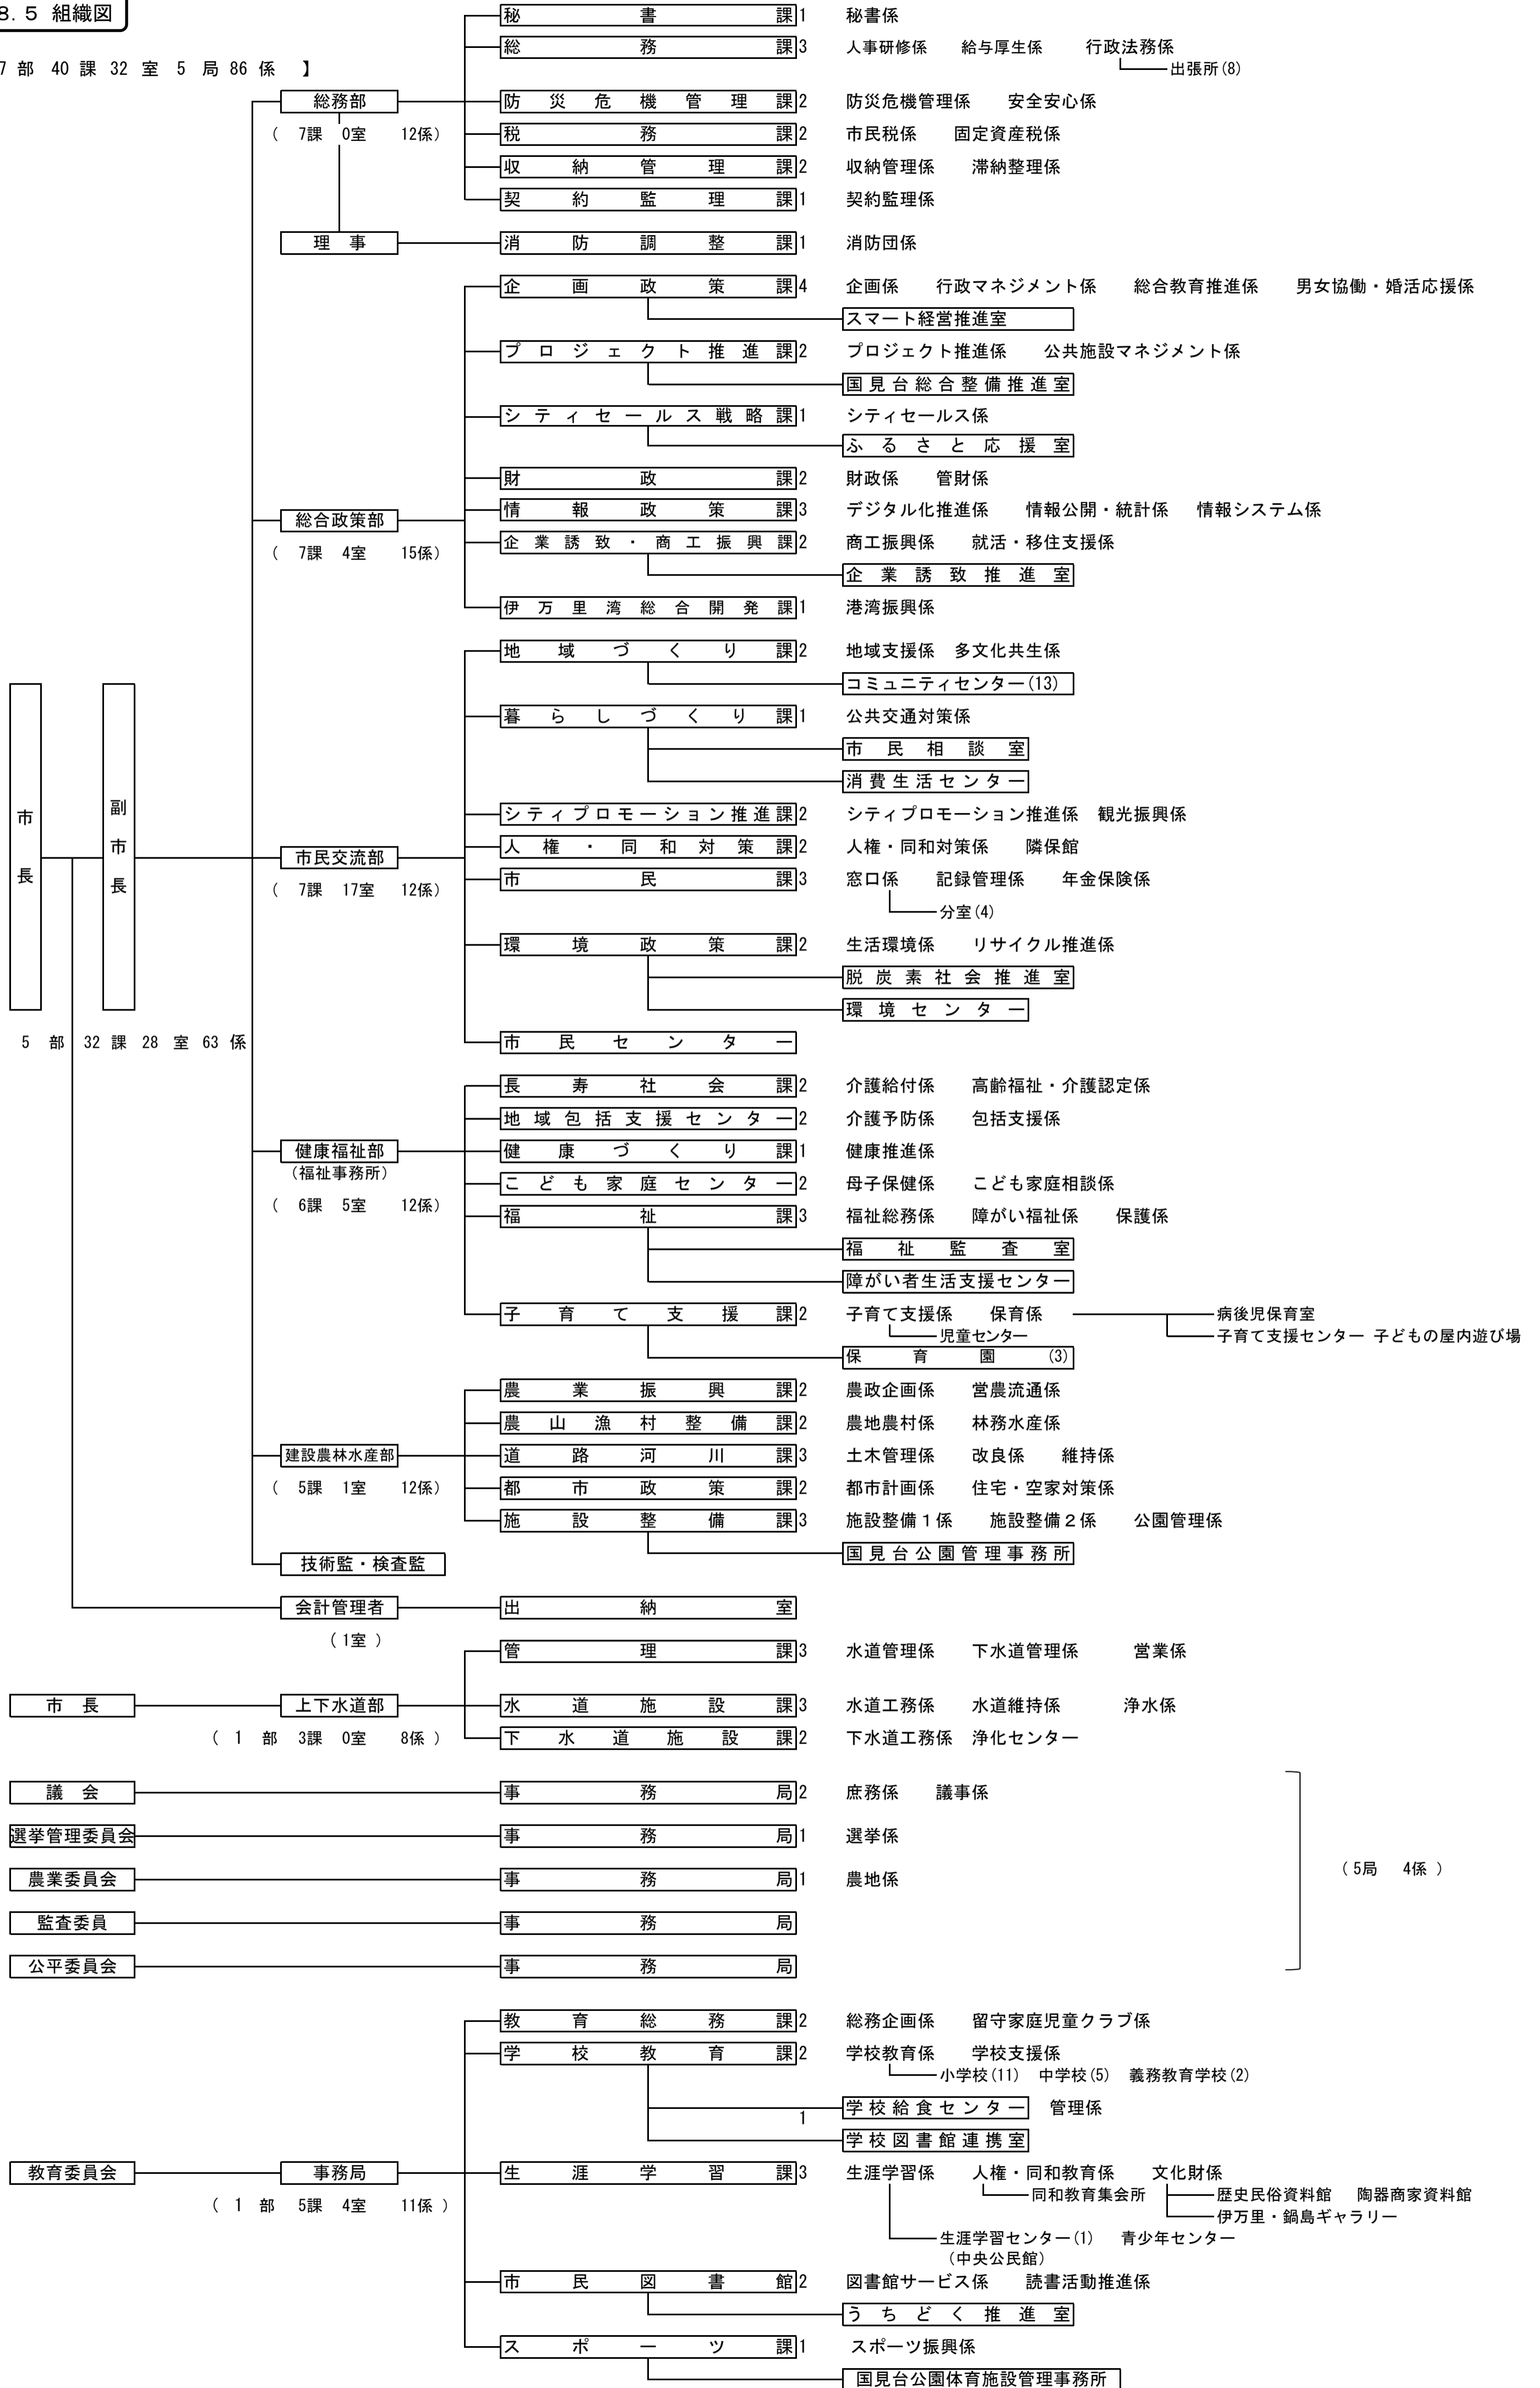 8.5 組織図
秘書課1 秘書係
総務課3 人事研修係 給与厚生係 行政法務係
7部 40課 32室 5局 86係 】
出張所(8)
総務部 防災危機管理課2 防災危機管理係 安全安心係
( 7課 0室 12係) 税務課2 市民税係 固定資産税係
収納管理課2 収納管理係 滞納整理係
契約監理課1 契約監理係
理事 消防調整課1 消防団係
企画政策課4 企画係 行政マネジメント係 総合教育推進係 男女協働・婚活応援係
スマート経営推進室
プロジェクト推進課2 プロジェクト推進係 公共施設マネジメント係
国見台総合整備推進室
シティセールス戦略課1 シティセールス係
ふるさと応援室
財政課2 財政係 管財係
情報政策課3 デジタル化推進係 情報公開・統計係 情報システム係
総合政策部
企業誘致・商工振興課2 商工振興係 就活・移住支援係
( 7課 4室 15係)
企業誘致推進室
伊万里湾総合開発課1 港湾振興係
地域づくり課2 地域支援係 多文化共生係
コミュニティセンター(13)
暮らしづくり課1 公共交通対策係
市民相談室
消費生活センター
シティプロモーション推進課2 シティプロモーション推進係 観光振興係
人権・同和対策課2 人権・同和対策係 隣保館
市長 副市長 市民交流部
市民課3 窓口係 記録管理係 年金保険係
( 7課 17室 12係)
分室(4)
環境政策課2 生活環境係 リサイクル推進係
脱炭素社会推進室
環境センター
5部 32課 28室 63係 市民センター
長寿社会課2 介護給付係 高齢福祉・介護認定係
地域包括支援センター2 介護予防係 包括支援係
健康福祉部 健康づくり課1 健康推進係
(福祉事務所)
こども家庭センター2 母子保健係 こども家庭相談係
( 6課 5室 12係)
福祉課3 福祉総務係 障がい福祉係 保護係
福祉監査室
障がい者生活支援センター
子育て支援課2 子育て支援係 保育係 病後児保育室
児童センター 子育て支援センター 子どもの屋内遊び場
保育園(3)
農業振興課2 農政企画係 営農流通係
農山漁村整備課2 農地農村係 林務水産係
建設農林水産部 道路河川課3 土木管理係 改良係 維持係
( 5課 1室 12係) 都市政策課2 都市計画係 住宅・空家対策係
施設整備課3 施設整備1係 施設整備2係 公園管理係
国見台公園管理事務所
技術監・検査監
会計管理者 出納室
(1室)
管理課3 水道管理係 下水道管理係 営業係
市長 上下水道部 水道施設課3 水道工務係 水道維持係 浄水係
( 1部 3課 0室 8係 ) 下水道施設課2 下水道工務係 浄化センター
議会 事務局2 庶務係 議事係
選挙管理委員会 事務局1 選挙係
( 5局 4係 )
農業委員会 事務局1 農地係
監査委員 事務局
公平委員会 事務局
教育総務課2 総務企画係 留守家庭児童クラブ係
学校教育課2 学校教育係 学校支援係
小学校(11) 中学校(5) 義務教育学校(2)
1 学校給食センター 管理係
学校図書館連携室
教育委員会 事務局 生涯学習課3 生涯学習係 人権・同和教育係 文化財係
同和教育集会所 歴史民俗資料館 陶器商家資料館
( 1部 5課 4室 11係 )
伊万里・鍋島ギャラリー
生涯学習センター(1) 青少年センター
(中央公民館)
市民図書館2 図書館サービス係 読書活動推進係
うちどく推進室
スポーツ課1 スポーツ振興係
国見台公園体育施設管理事務所